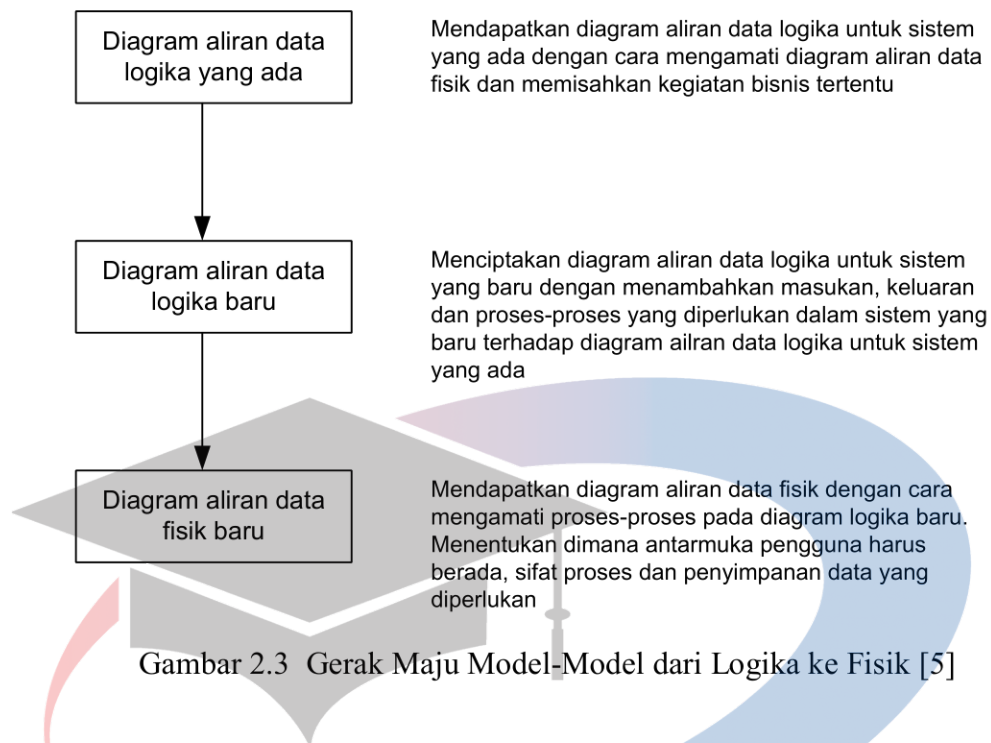 Diagram aliran data
logika yang ada
Mendapatkan diagram aliran data logika untuk sistem
yang ada dengan cara mengamati diagram aliran data
fisik dan memisahkan kegiatan bisnis tertentu
Diagram aliran data
logika baru
Menciptakan diagram aliran data logika untuk sistem
yang baru dengan menambahkan masukan, keluaran
dan proses-proses yang diperlukan dalam sistem yang
baru terhadap diagram ailran data logika untuk sistem
yang ada
Diagram aliran data
fisik baru
Mendapatkan diagram aliran data fisik dengan cara
mengamati proses-proses pada diagram logika baru.
Menentukan dimana antarmuka pengguna harus
berada, sifat proses dan penyimpanan data yang
diperlukan
Gambar 2.3 Gerak Maju Model-Model dari Logika ke Fisik [5]